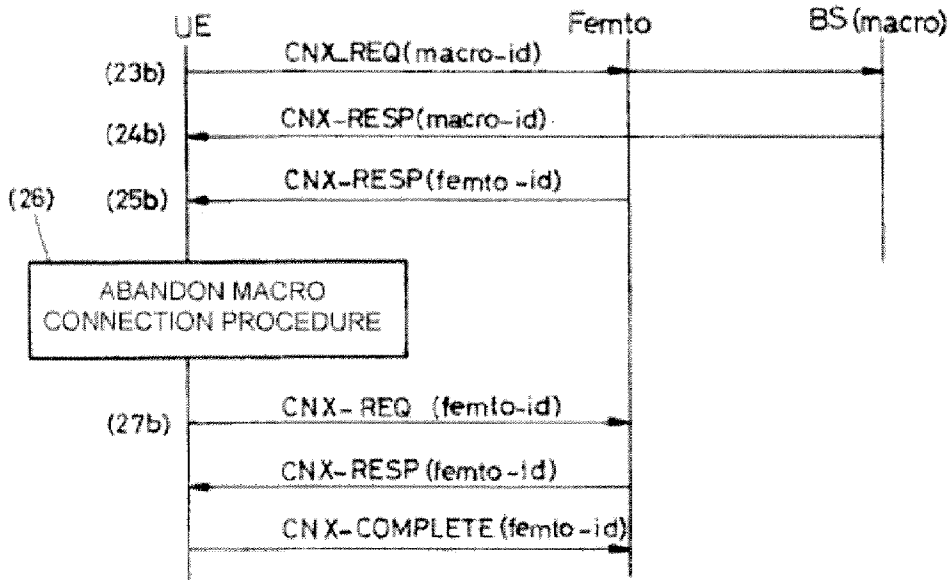 UE Femto BS(macro)
(23b) CNX_REQ(macro-id)
(24b) CNX-RESP(macro-id)
(25b) CNX-RESP(femto-id)
(26)
ABANDON MACRO
CONNECTION PROCEDURE
(27b) CNX-REQ (femto-id)
CNX-RESP(femto-id)
CNX-COMPLETE(femto-id)